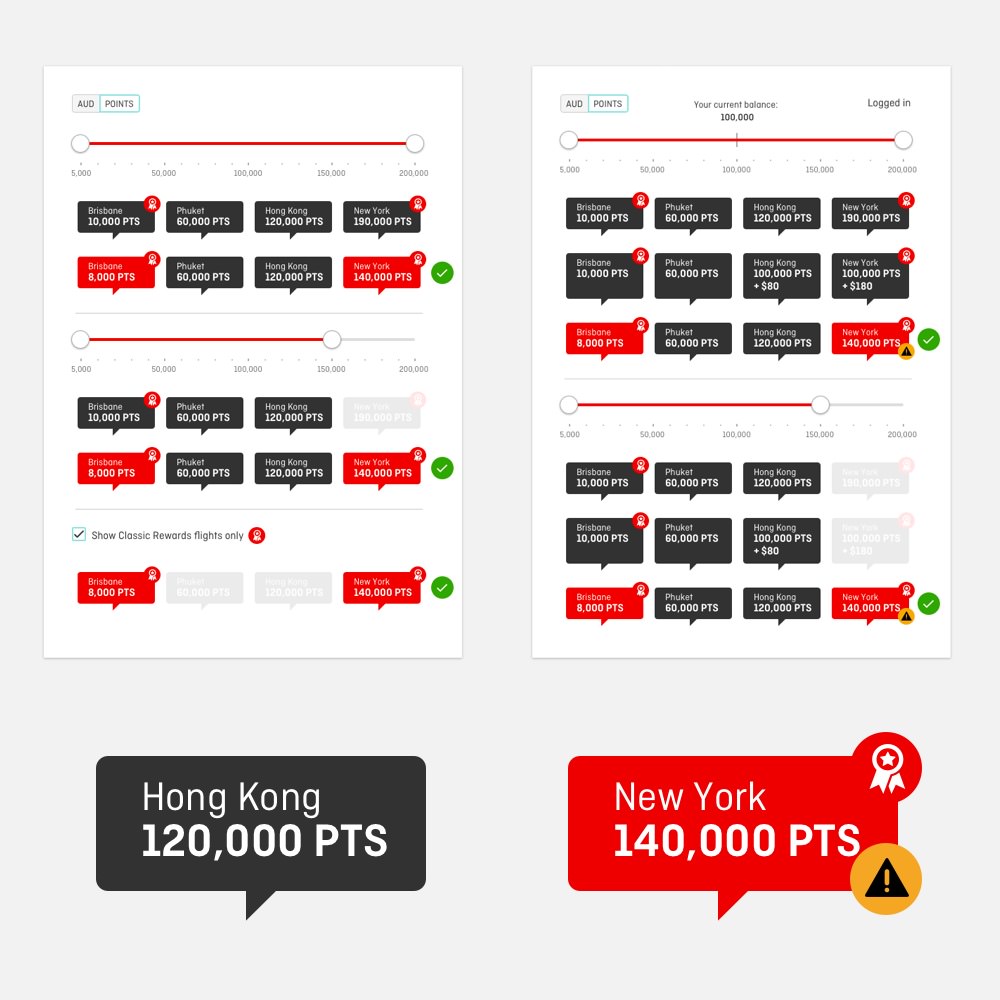 AUD POINTS
5,000 50,000 100,000 150,000 200,000
Brisbane
10,000 PTS
Phuket
60,000 PTS
Hong Kong
120,000 PTS
New York
190,000 PTS
Brisbane
8,000 PTS
Phuket
60,000 PTS
Hong Kong
120,000 PTS
New York
140,000 PTS
5,000 50,000 100,000 150,000 200,000
Brisbane
10,000 PTS
Phuket
60,000 PTS
Hong Kong
120,000 PTS
New York
190,000 PTS
Brisbane
8,000 PTS
Phuket
60,000 PTS
Hong Kong
120,000 PTS
New York
140,000 PTS
Show Classic Rewards flights only
Brisbane
8,000 PTS
Phuket
60,000 PTS
Hong Kong
120,000 PTS
New York
140,000 PTS
AUD POINTS
Your current balance:
100,000
Logged in
5,000 50,000 100,000 150,000 200,000
Brisbane
10,000 PTS
Phuket
60,000 PTS
Hong Kong
120,000 PTS
New York
190,000 PTS
Brisbane
10,000 PTS
Phuket
60,000 PTS
Hong Kong
100,000 PTS
+ $80
New York
100,000 PTS
+ $180
Brisbane
8,000 PTS
Phuket
60,000 PTS
Hong Kong
120,000 PTS
New York
140,000 PTS
5,000 50,000 100,000 150,000 200,000
Brisbane
10,000 PTS
Phuket
60,000 PTS
Hong Kong
120,000 PTS
New York
190,000 PTS
Brisbane
10,000 PTS
Phuket
60,000 PTS
Hong Kong
100,000 PTS
+ $80
New York
100,000 PTS
+ $180
Brisbane
8,000 PTS
Phuket
60,000 PTS
Hong Kong
120,000 PTS
New York
140,000 PTS
Hong Kong
120,000 PTS
New York
140,000 PTS